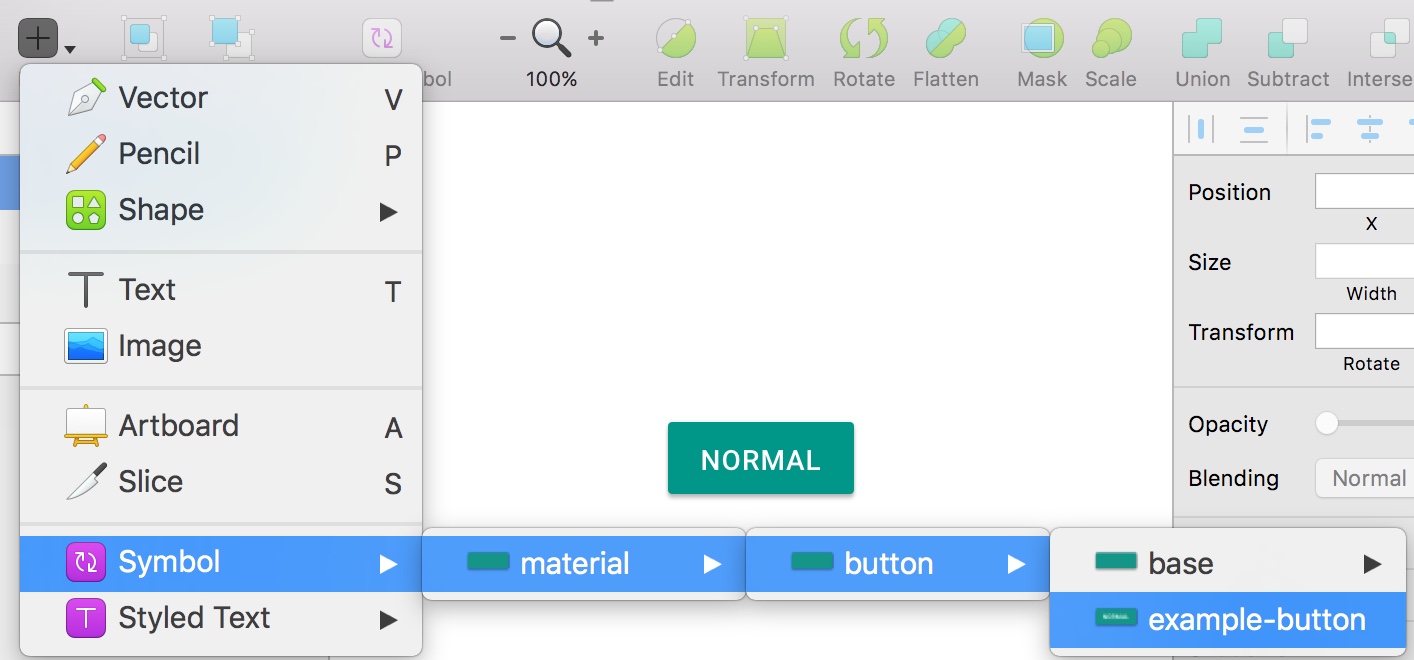 bol
100%
Edit
Transform
Rotate
Flatten
Mask
Scale
Union
Subtract
Interse
Vector V
Pencil P
Shape
Text T
Image
Artboard A
Slice S
Symbol
Styled Text
material
button
base
example-button
NORMAL
Position
X
Size
Width
Transform
Rotate
Opacity
Blending Normal